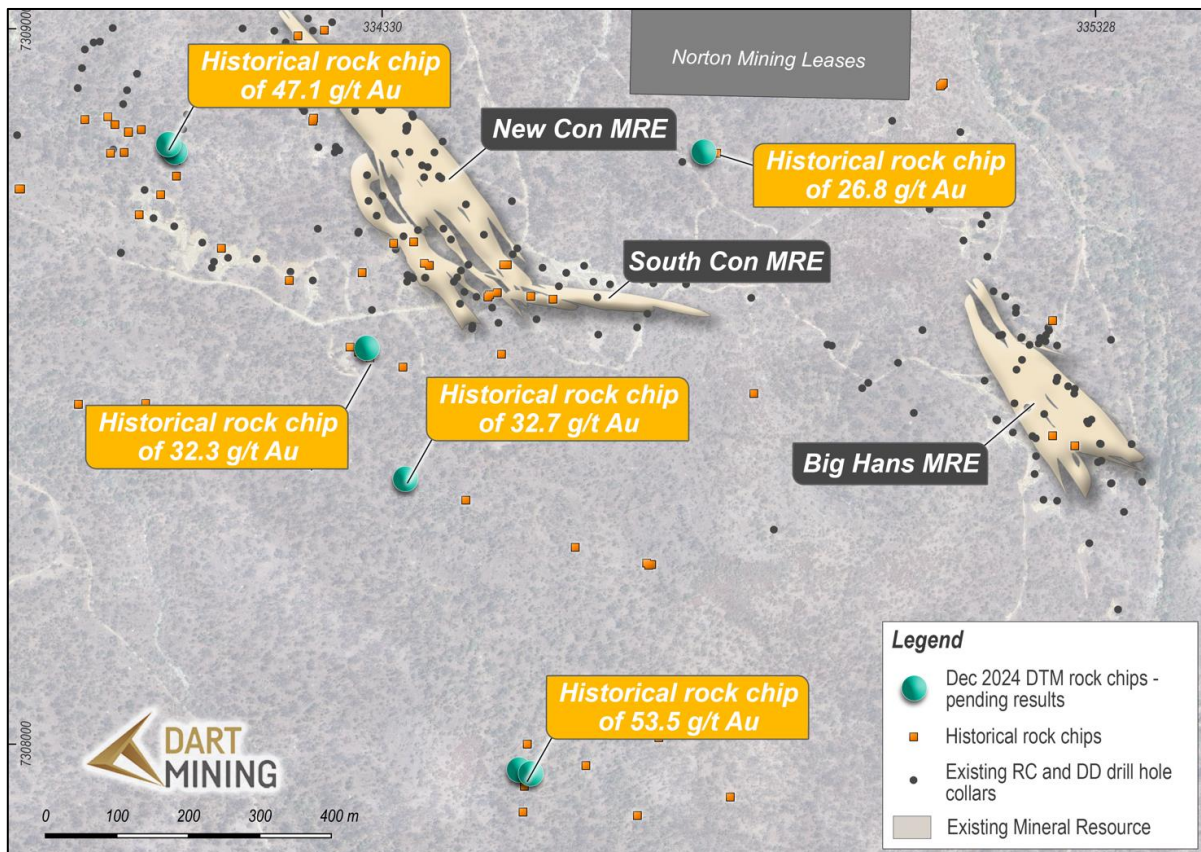 334330
335328
7309000
Norton Mining Leases
Historical rock chip
of 47.1 g/t Au
New Con MRE
Historical rock chip
of 26.8 g/t Au
South Con MRE
Historical rock chip
of 32.3 g/t Au
Historical rock chip
of 32.7 g/t Au
Big Hans MRE
Historical rock chip
of 53.5 g/t Au
7308000
DART
MINING
0 100 200 300 400 m
Legend
Dec 2024 DTM rock chips -
pending results
Historical rock chips
Existing RC and DD drill hole
collars
Existing Mineral Resource